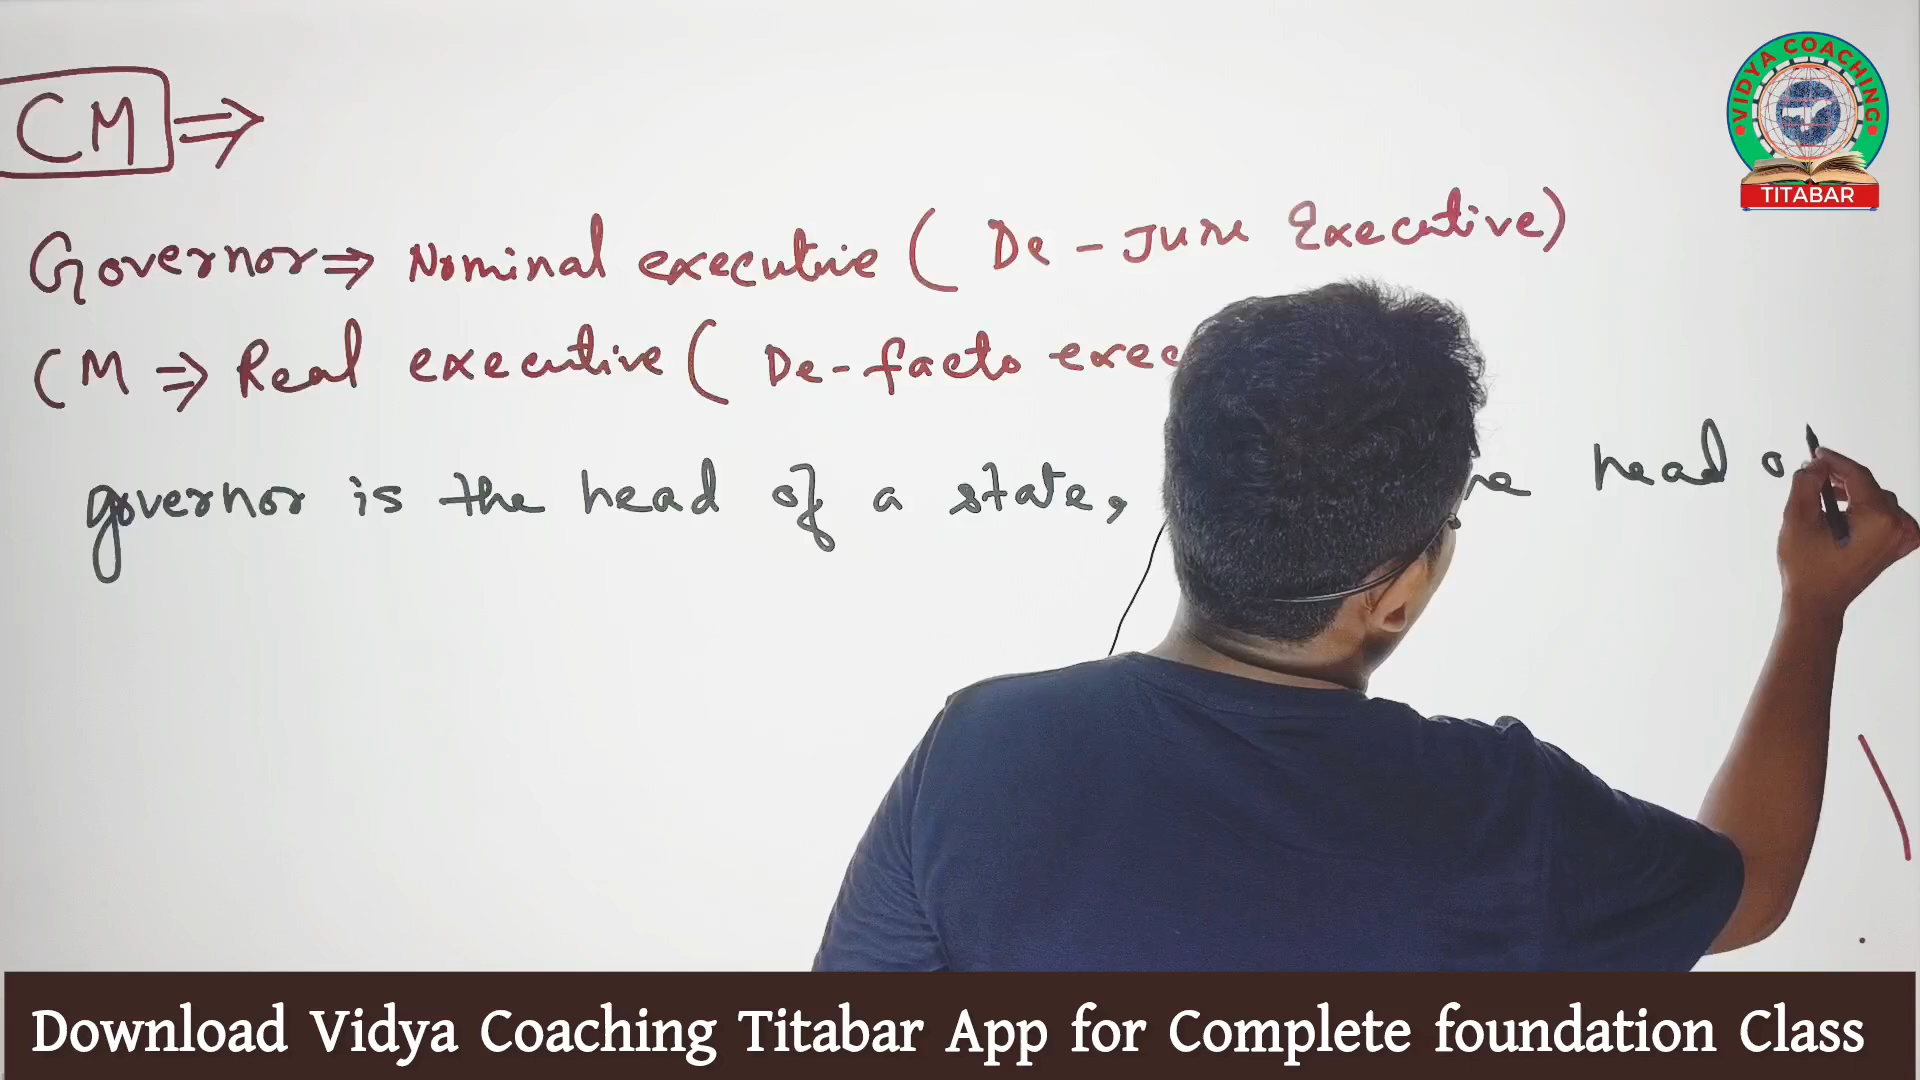 CM ⇒
VIDYA COACHING
TITABAR
Governor ⇒ Nominal executive ( De - Jure Executive)
CM ⇒ Real executive ( De-facto exec
governor is the head of a state, head o
Download Vidya Coaching Titabar App for Complete foundation Class